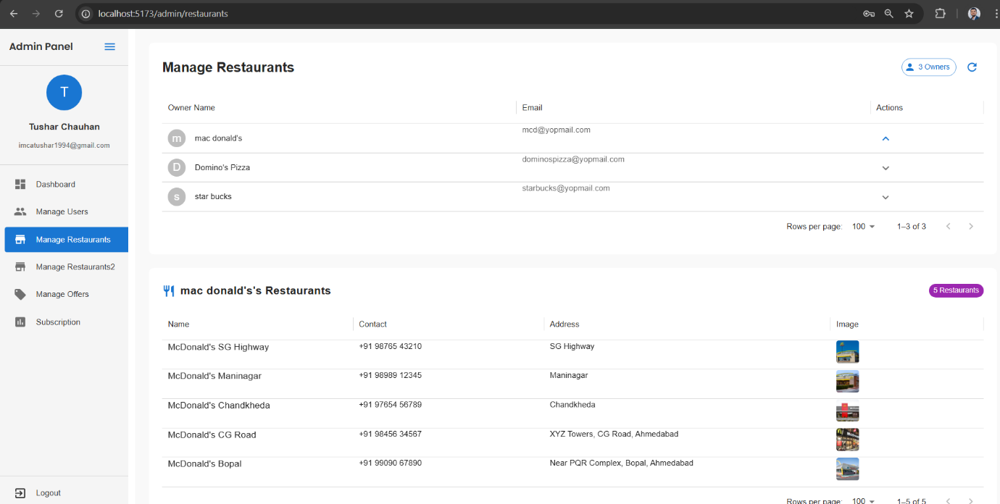 localhost:5173/admin/restaurants
Admin Panel
T
Tushar Chauhan
imcatushar1994@gmail.com
Dashboard
Manage Users
Manage Restaurants
Manage Restaurants2
Manage Offers
Subscription
Logout
Manage Restaurants
3 Owners
Owner Name Email Actions
m mac donald's mcd@yopmail.com
D Domino's Pizza dominospizza@yopmail.com
s star bucks starbucks@yopmail.com
Rows per page: 100 1–3 of 3
mac donald's's Restaurants
5 Restaurants
Name Contact Address Image
McDonald's SG Highway +91 98765 43210 SG Highway
McDonald's Maninagar +91 98989 12345 Maninagar
McDonald's Chandkheda +91 97654 56789 Chandkheda
McDonald's CG Road +91 98456 34567 XYZ Towers, CG Road, Ahmedabad
McDonald's Bopal +91 99090 67890 Near PQR Complex, Bopal, Ahmedabad
Rows per page: 100 1–5 of 5